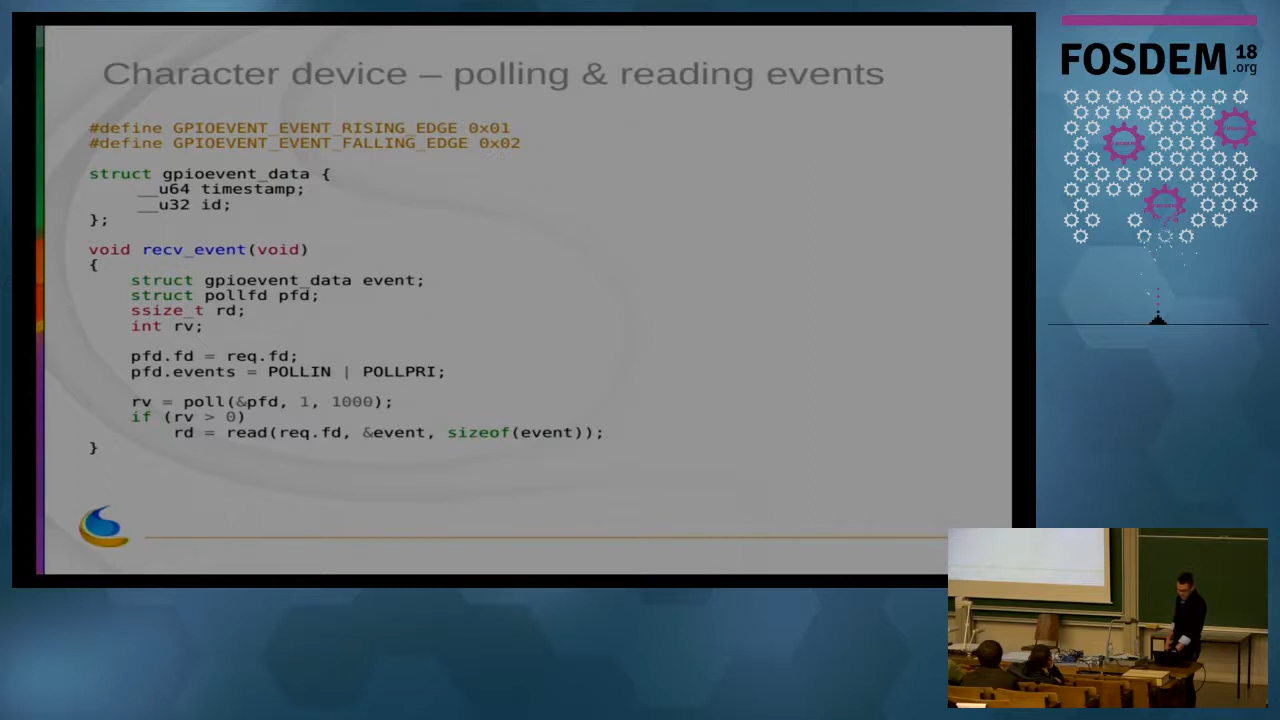 Character device – polling & reading events
#define GPIOEVENT_EVENT_RISING_EDGE 0x01
#define GPIOEVENT_EVENT_FALLING_EDGE 0x02
struct gpioevent_data {
__u64 timestamp;
__u32 id;
};
void recv_event(void)
{
struct gpioevent_data event;
struct pollfd pfd;
ssize_t rd;
int rv;
pfd.fd = req.fd;
pfd.events = POLLIN | POLLPRI;
rv = poll(&pfd, 1, 1000);
if (rv > 0)
rd = read(req.fd, &event, sizeof(event));
}
FOSDEM 18
.org